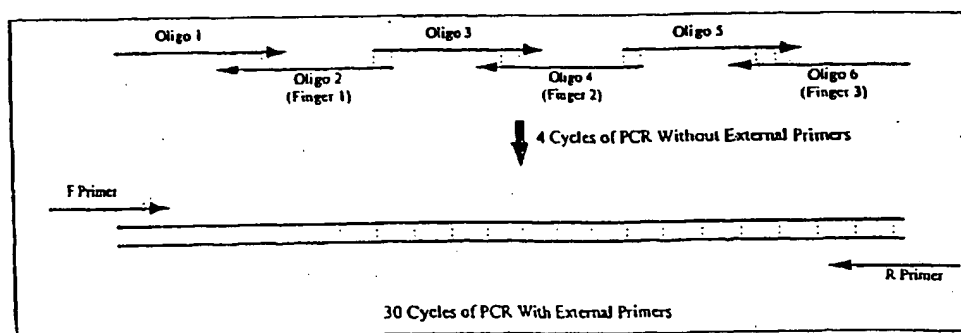 Oligo 1
Oligo 3
Oligo 5
Oligo 2
(Finger 1)
Oligo 4
(Finger 2)
Oligo 6
(Finger 3)
4 Cycles of PCR Without External Primers
F Primer
R Primer
30 Cycles of PCR With External Primers